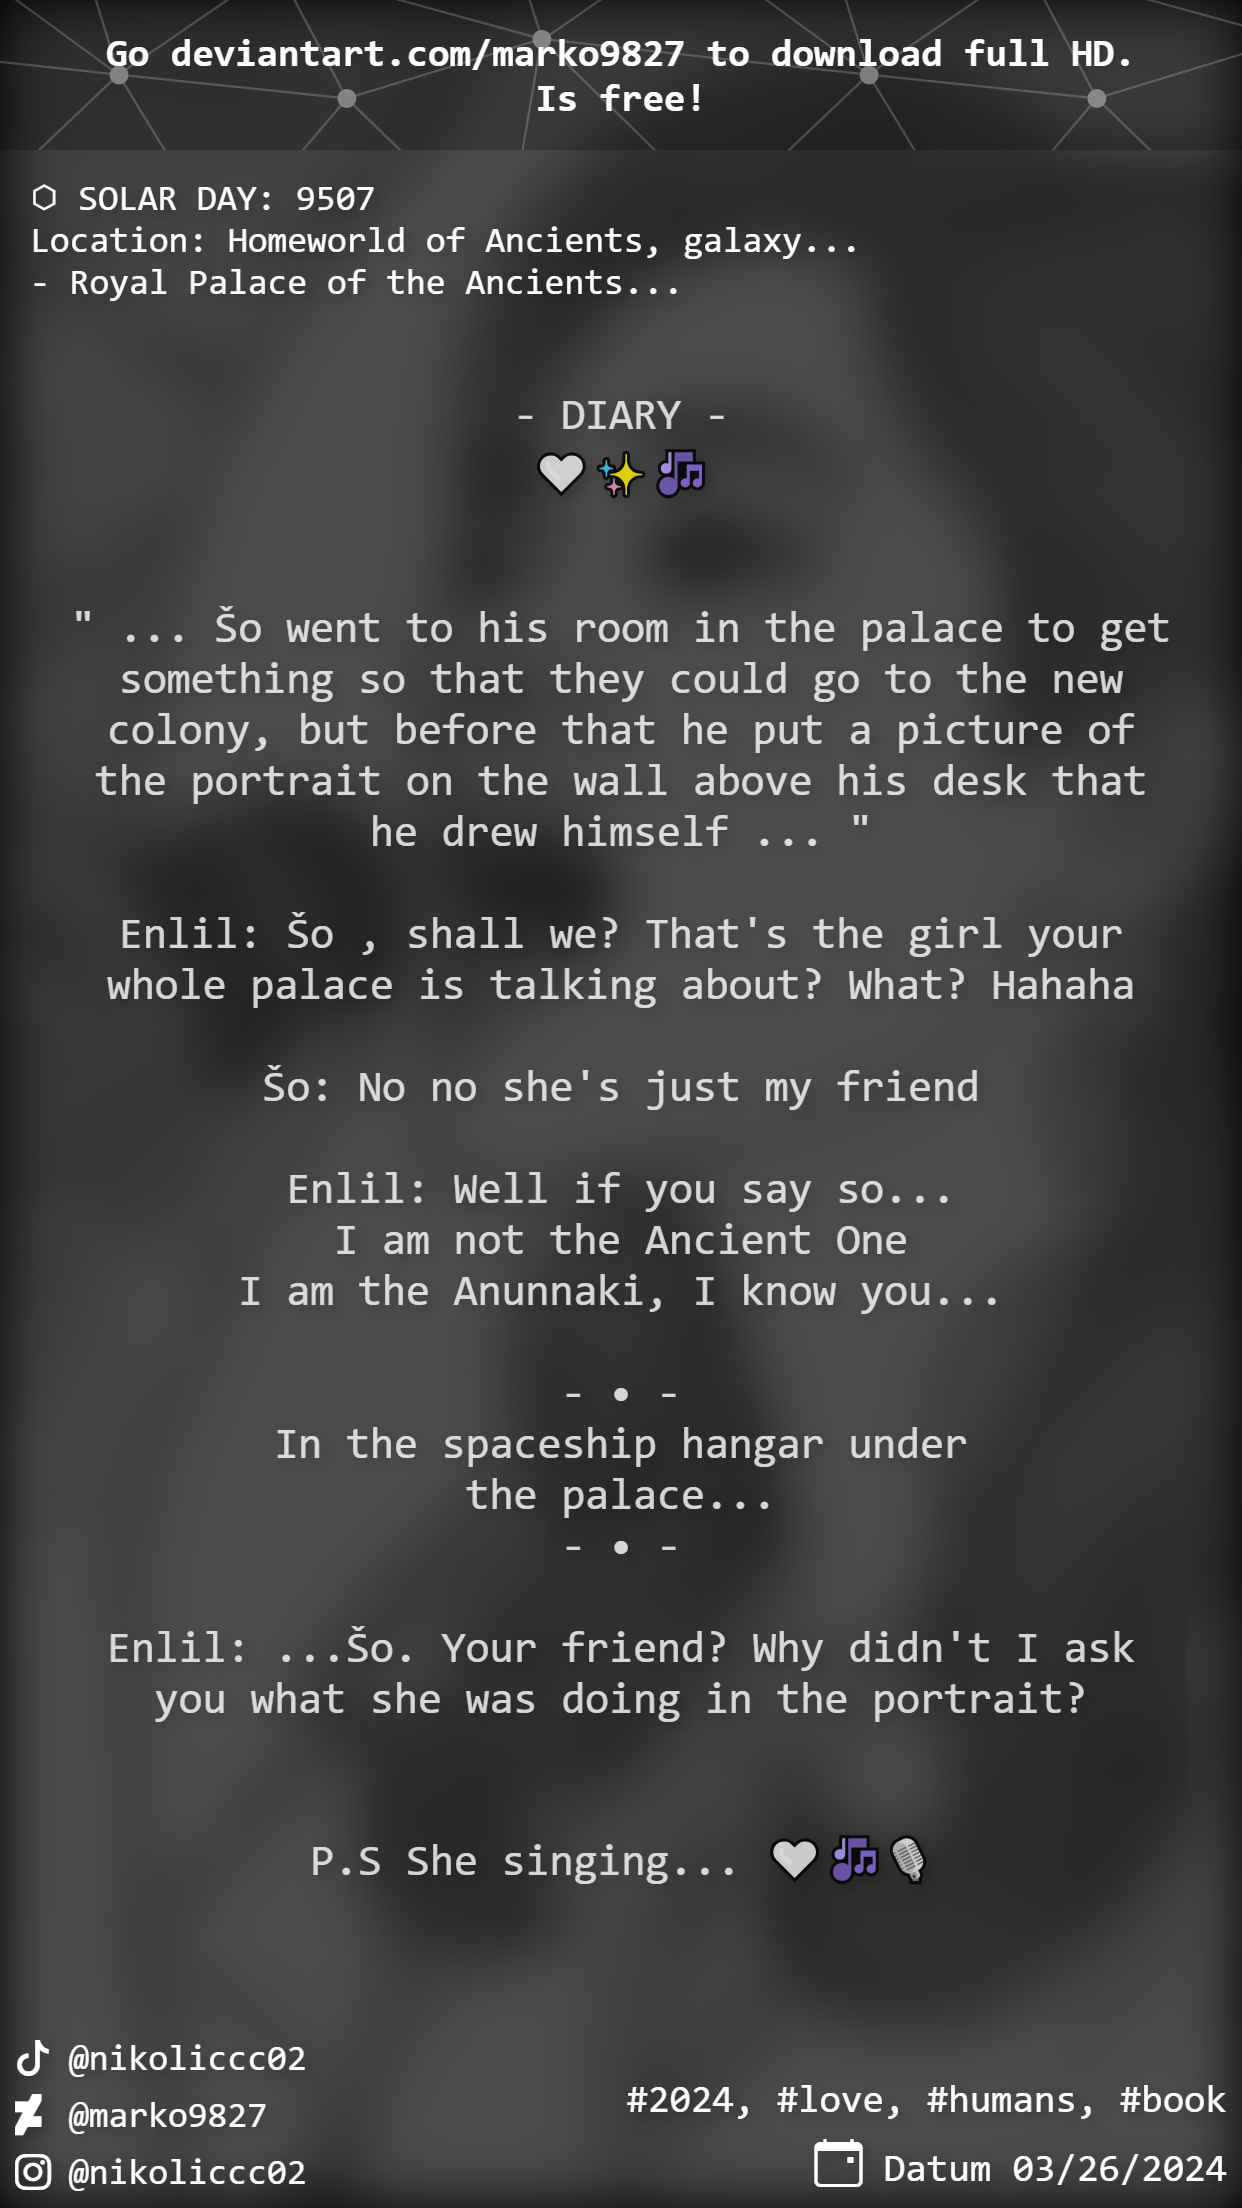 Go deviantart.com/marko9827 to download full HD.
Is free!
⬡ SOLAR DAY: 9507
Location: Homeworld of Ancients, galaxy...
- Royal Palace of the Ancients...
- DIARY -
🤍✨🎶
" ... Šo went to his room in the palace to get
something so that they could go to the new
colony, but before that he put a picture of
the portrait on the wall above his desk that
he drew himself ... "
Enlil: Šo , shall we? That's the girl your
whole palace is talking about? What? Hahaha
Šo: No no she's just my friend
Enlil: Well if you say so...
I am not the Ancient One
I am the Anunnaki, I know you...
- • -
In the spaceship hangar under
the palace...
- • -
Enlil: ...Šo. Your friend? Why didn't I ask
you what she was doing in the portrait?
P.S She singing... 🤍🎶🎙️
@nikoliccc02
@marko9827
@nikoliccc02
#2024, #love, #humans, #book
Datum 03/26/2024